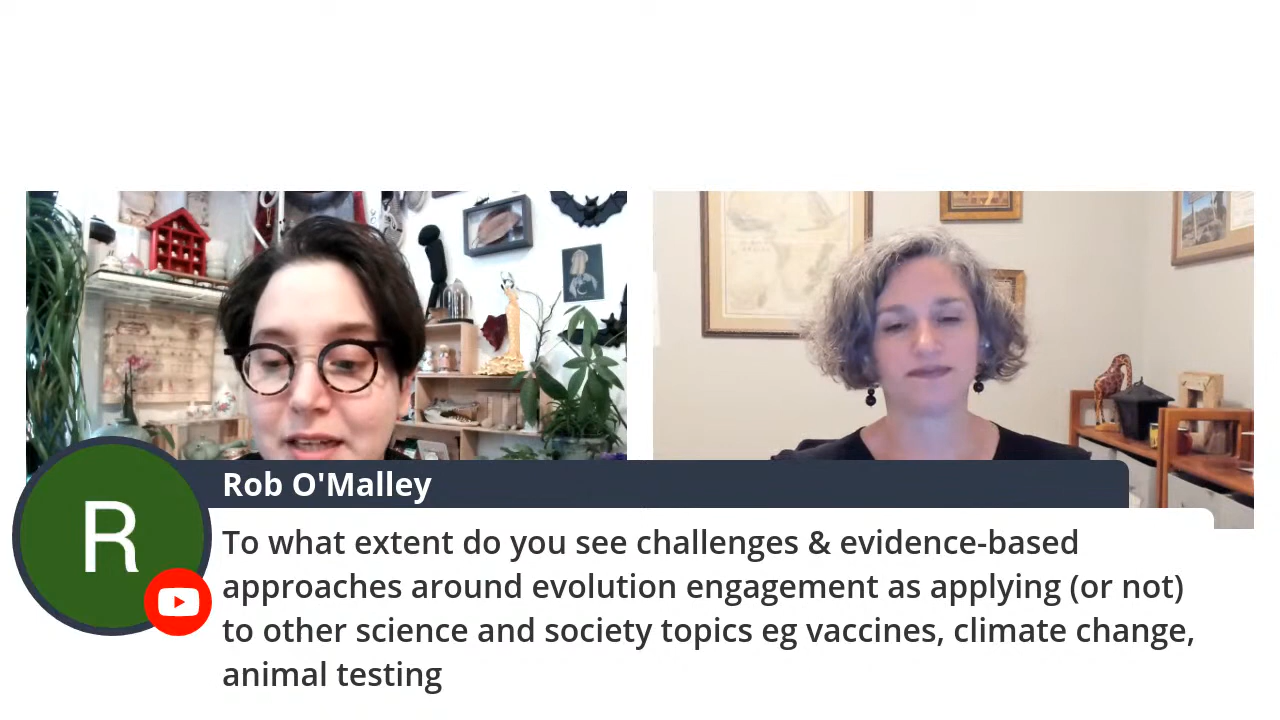 R
Rob O'Malley
To what extent do you see challenges & evidence-based
approaches around evolution engagement as applying (or not)
to other science and society topics eg vaccines, climate change,
animal testing